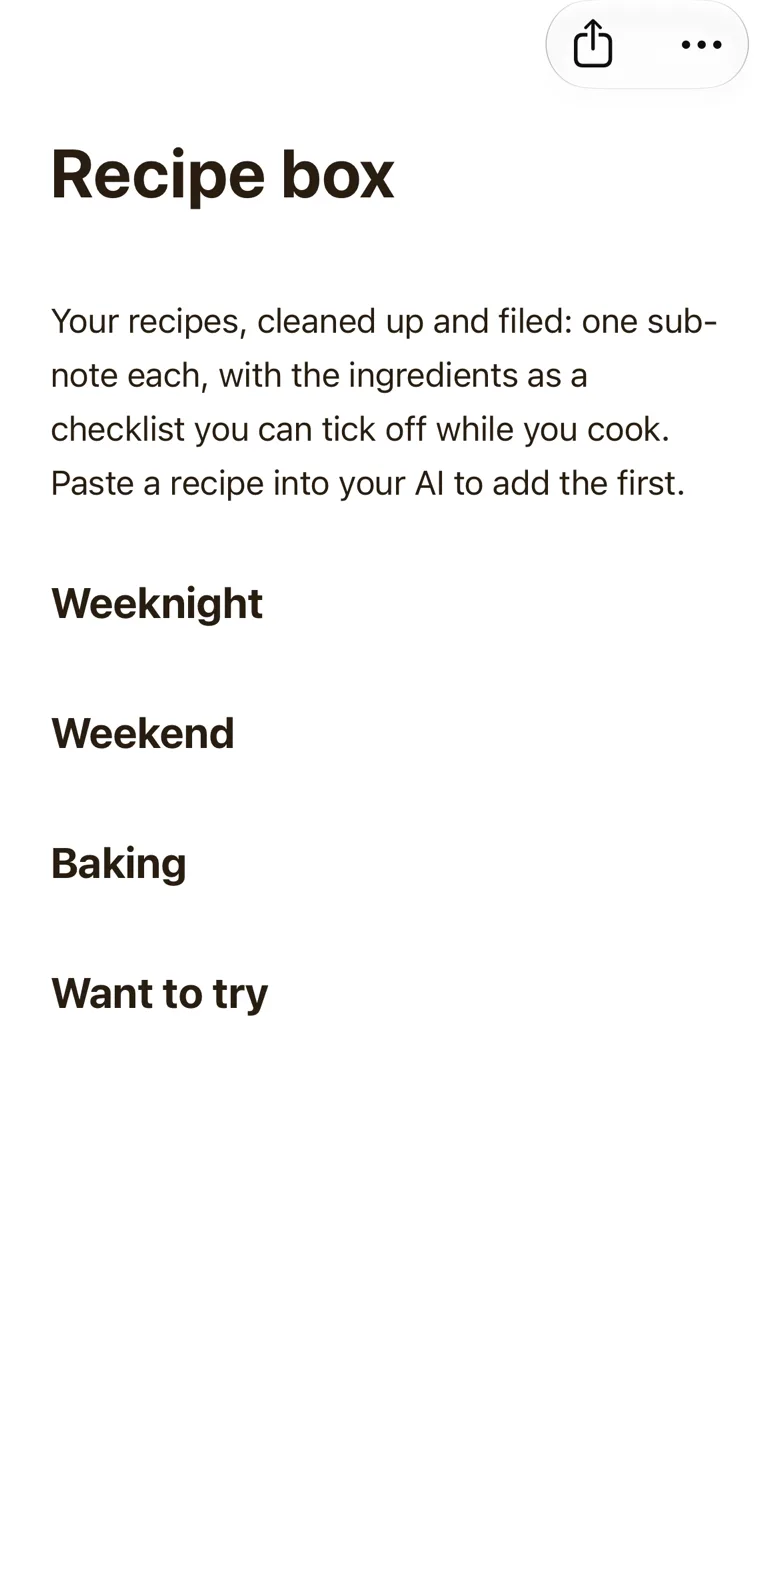 Recipe box
Your recipes, cleaned up and filed: one sub-
note each, with the ingredients as a
checklist you can tick off while you cook.
Paste a recipe into your AI to add the first.
Weeknight
Weekend
Baking
Want to try